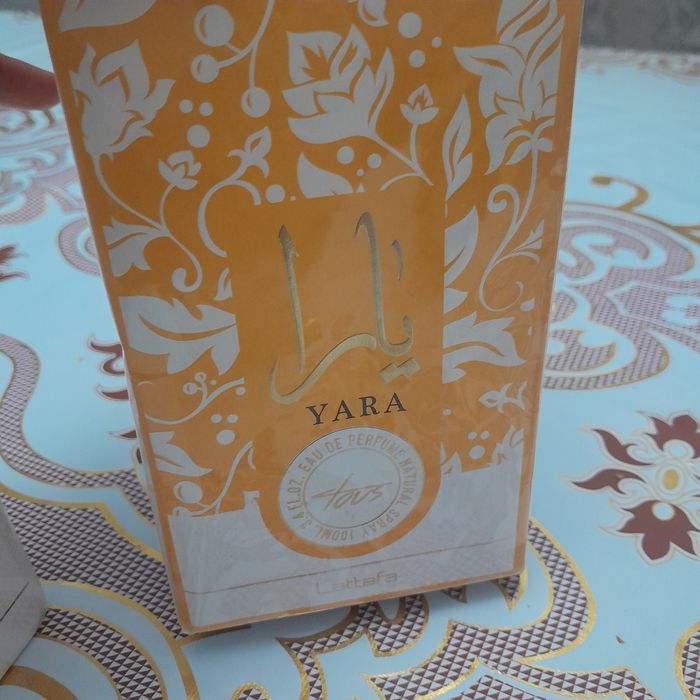 يارا
YARA
EAU DE PERFUME NATURAL SPRAY 100ML 3.4 FL.OZ.
tous
Lattafa